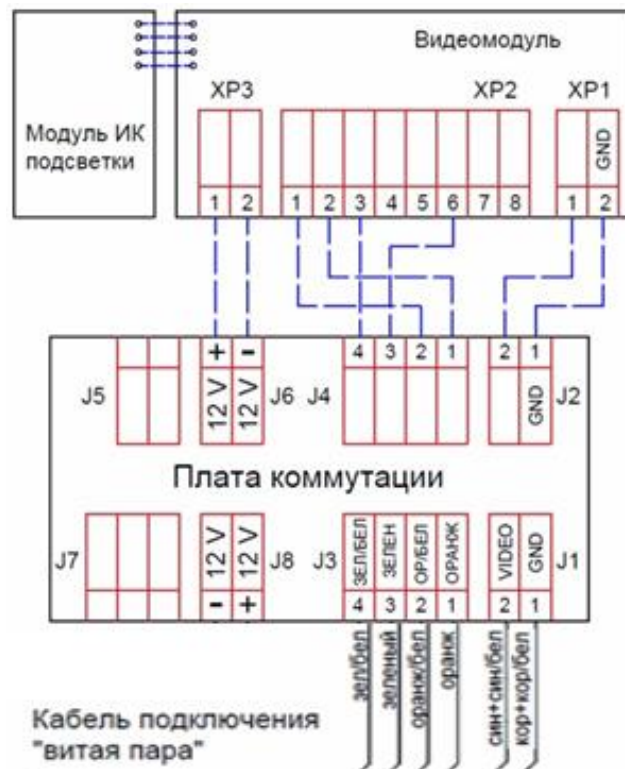 Видеомодуль
XP3 XP2 XP1
Модуль ИК
подсветки
GND
1 2 1 2 3 4 5 6 7 8 1 2
+ - 4 3 2 1 2 1
J5 12 V 12 V J6 J4 GND J2
Плата коммутации
J7 12 V 12 V J8 J3 ЗЕЛ/БЕЛ ЗЕЛЕН ОР/БЕЛ ОРАНЖ VIDEO GND J1
- + 4 3 2 1 2 1
зел/бел зеленый оранж/бел оранж син+син/бел кор+кор/бел
Кабель подключения
"витая пара"